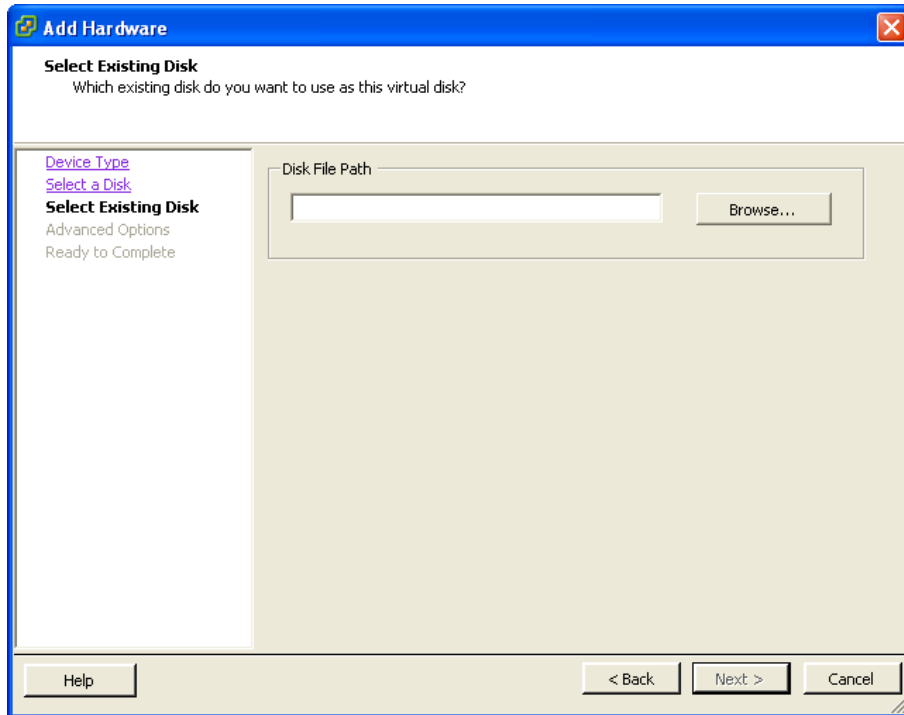 Add Hardware
Select Existing Disk
Which existing disk do you want to use as this virtual disk?
Device Type
Select a Disk
Select Existing Disk
Advanced Options
Ready to Complete
Disk File Path
Browse...
Help
< Back
Next >
Cancel